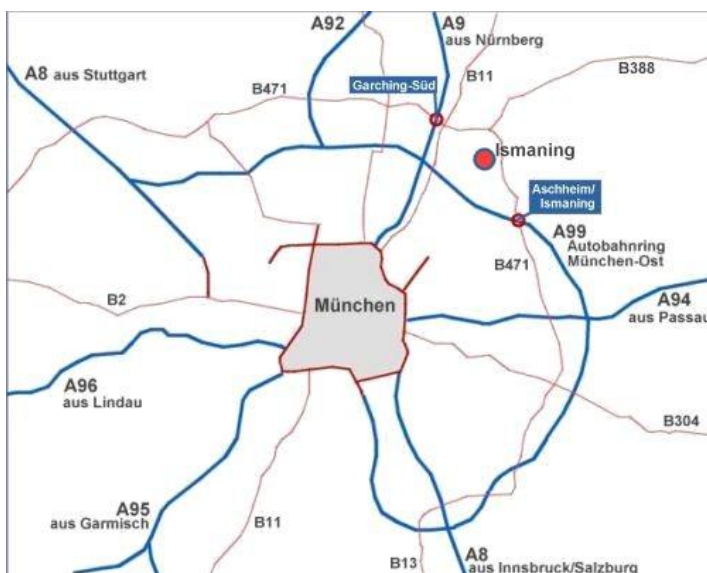 A92
A9
aus Nürnberg
A8 aus Stuttgart
B471
Garching-Süd
B11
B388
Ismaning
Aschheim/
Ismaning
A99
Autobahnring
München-Ost
B471
B2
München
A94
aus Passau
A96
aus Lindau
B304
A95
aus Garmisch
B11
B13
A8
aus Innsbruck/Salzburg